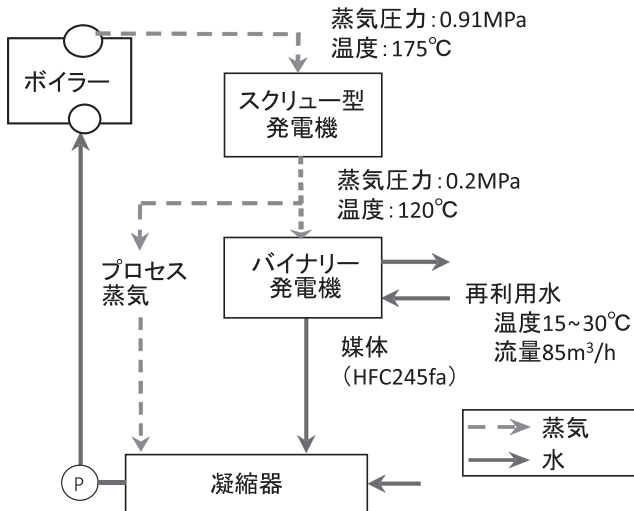 蒸気圧力：0.91MPa
温度：175℃
ボイラー
スクリュー型
発電機
蒸気圧力：0.2MPa
温度：120℃
プロセス
蒸気
バイナリー
発電機
再利用水
温度15~30℃
流量85m³/h
媒体
（HFC245fa）
蒸気
水
P
凝縮器